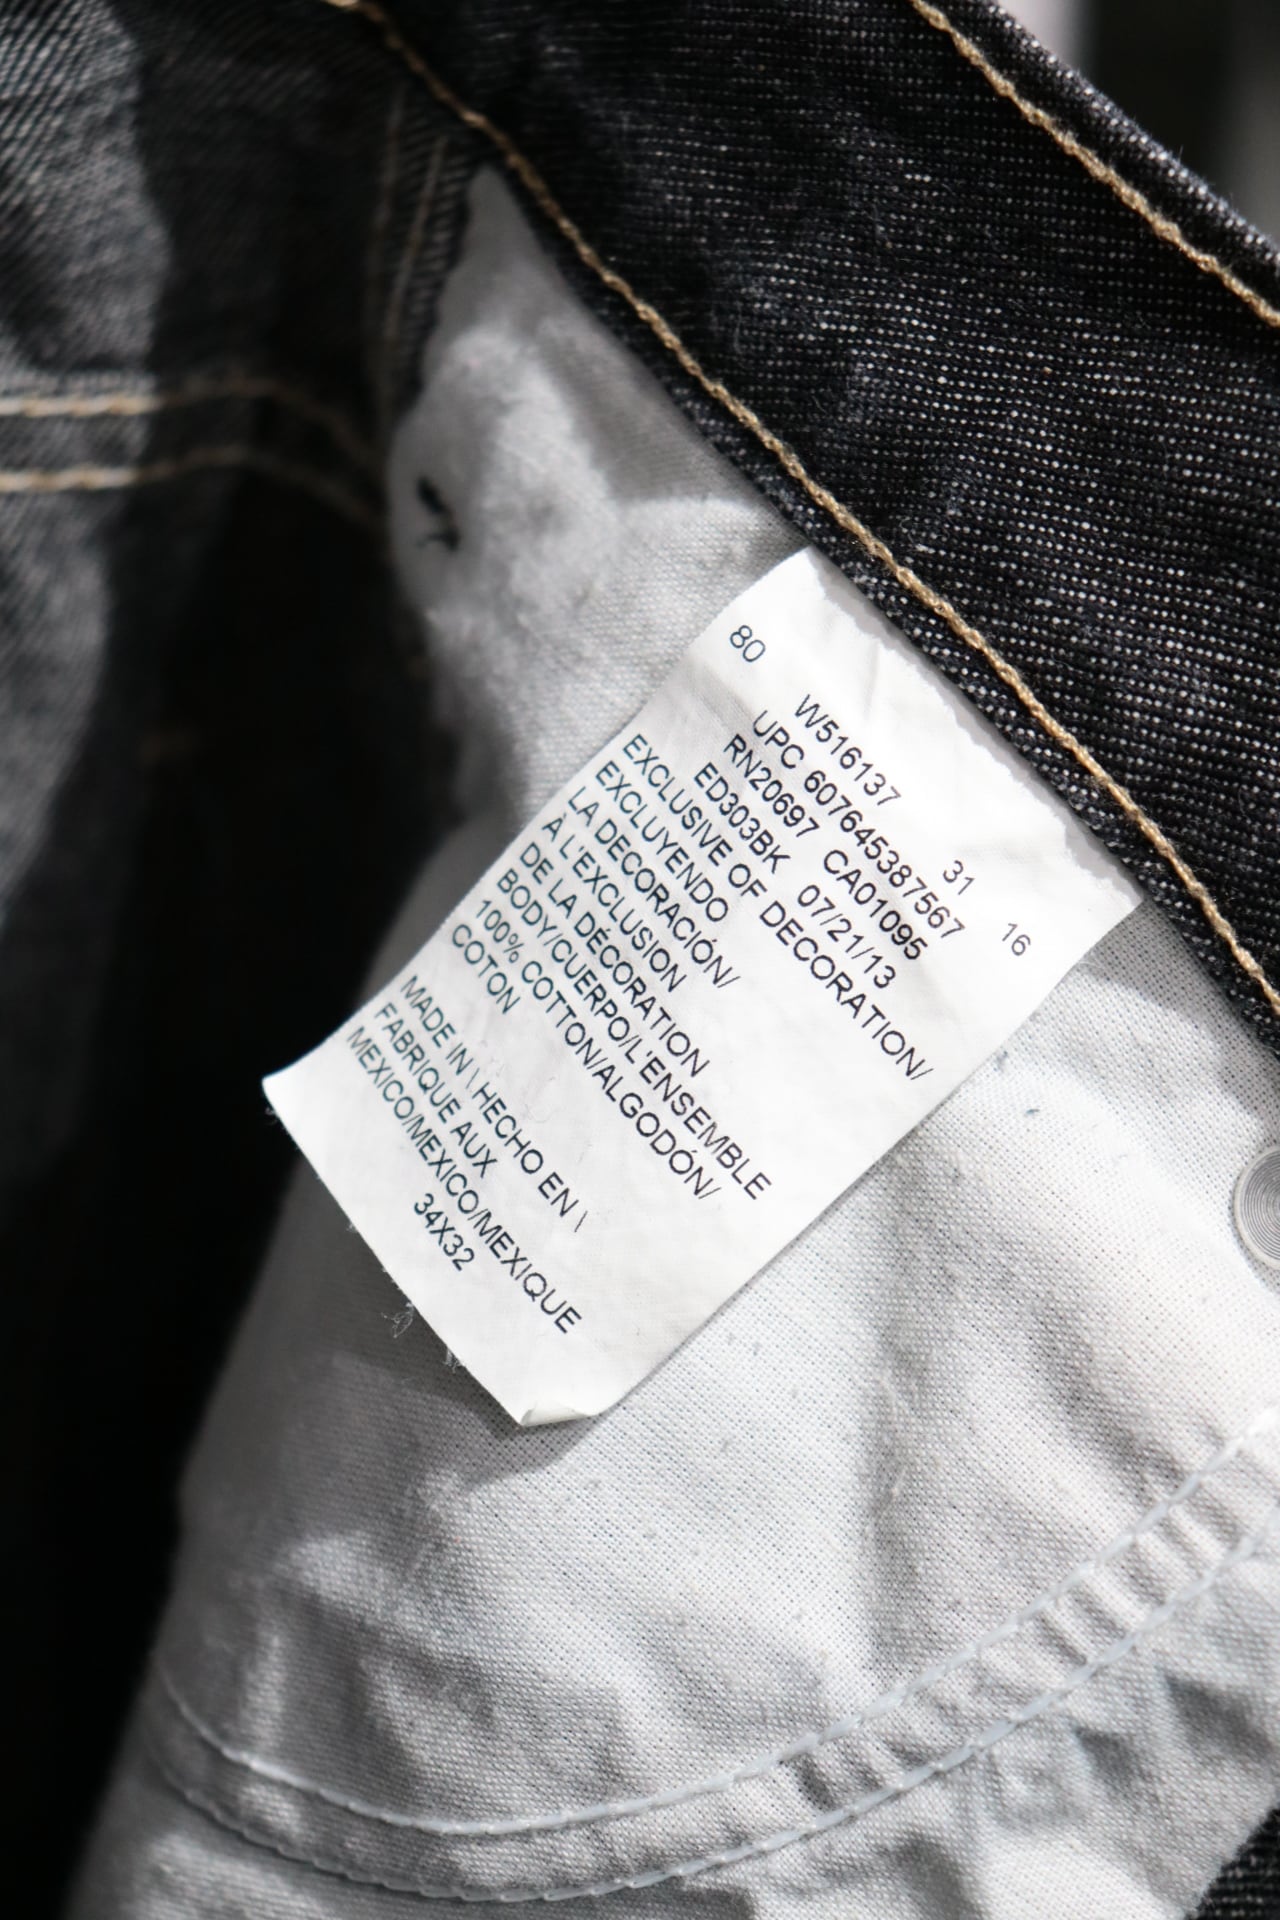 80
W516137 31 16
UPC 607645387567
RN20697 CA01095
ED303BK 07/21/13
EXCLUSIVE OF DECORATION/
EXCLUYENDO
LA DECORACIÓN/
À L'EXCLUSION
DE LA DÉCORATION
BODY/CUERPO/L'ENSEMBLE
100% COTTON/ALGODÓN/
COTON
MADE IN \ HECHO EN \
FABRIQUE AUX
MEXICO/MEXICO/MEXIQUE
34X32